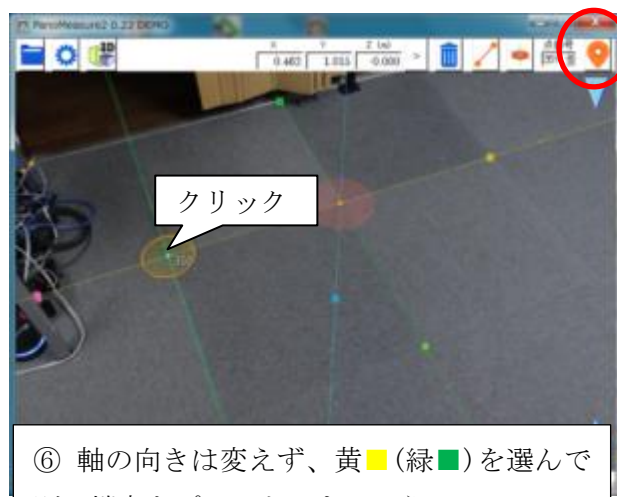 PanoMeasure2 0.22 DEMO
3D
X Y Z (m)
0.462 1.015 -0.000 >
クリック
⑥ 軸の向きは変えず、黄■(緑■)を選んで